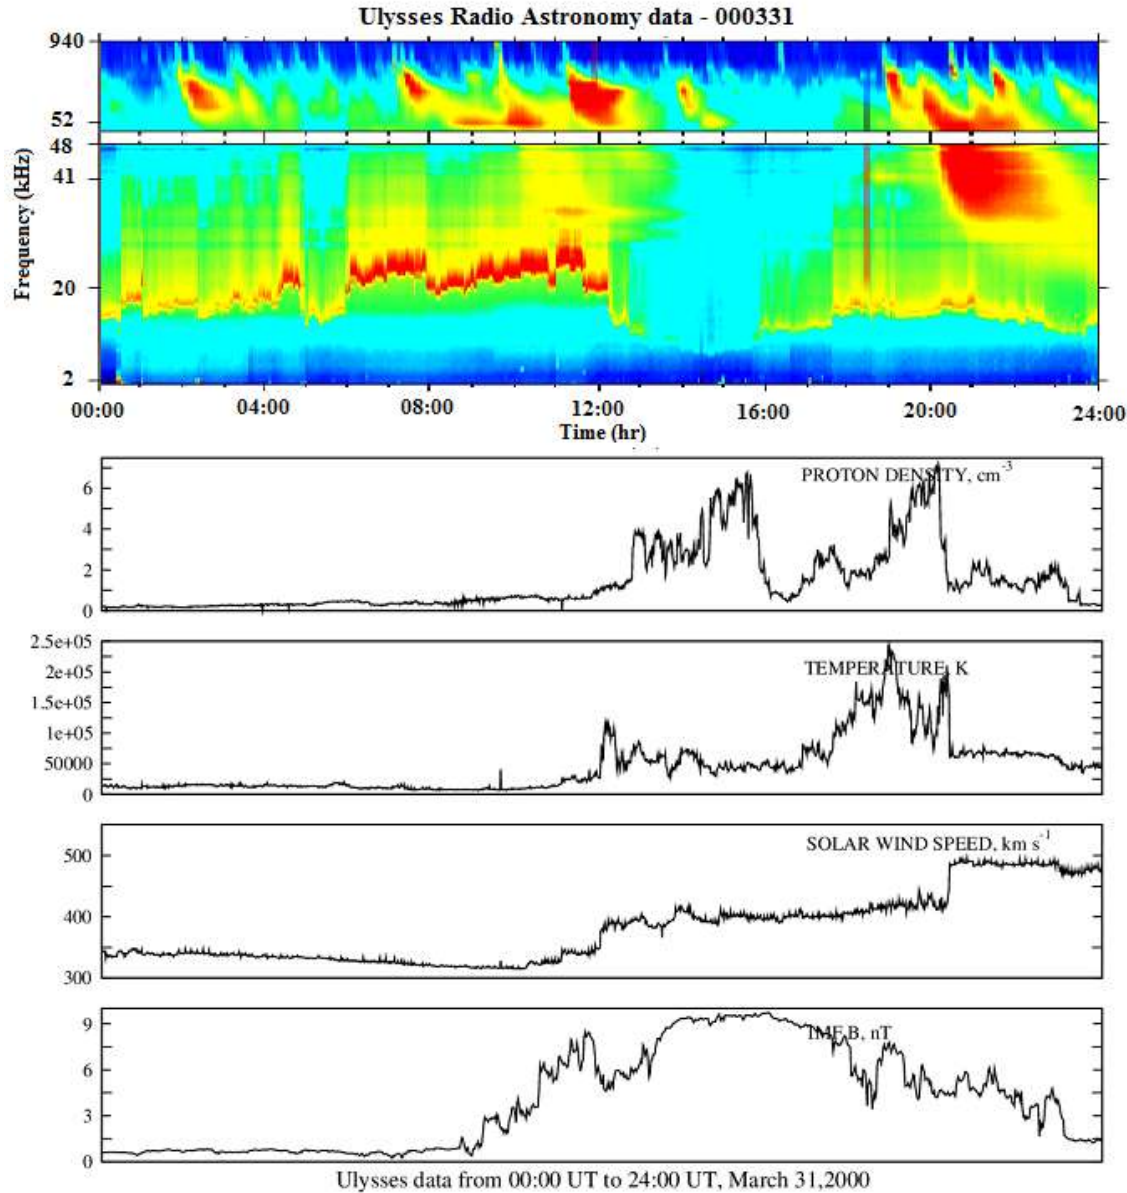 Ulysses Radio Astronomy data - 000331
940
52
48
41
20
2
Frequency (kHz)
00:00 04:00 08:00 12:00 16:00 20:00 24:00
Time (hr)
PROTON DENSITY, cm-3
6
4
2
0
TEMPERATURE, K
2.5e+05
2e+05
1.5e+05
1e+05
50000
0
SOLAR WIND SPEED, km s-1
500
400
300
IMF B, nT
9
6
3
0
Ulysses data from 00:00 UT to 24:00 UT, March 31,2000